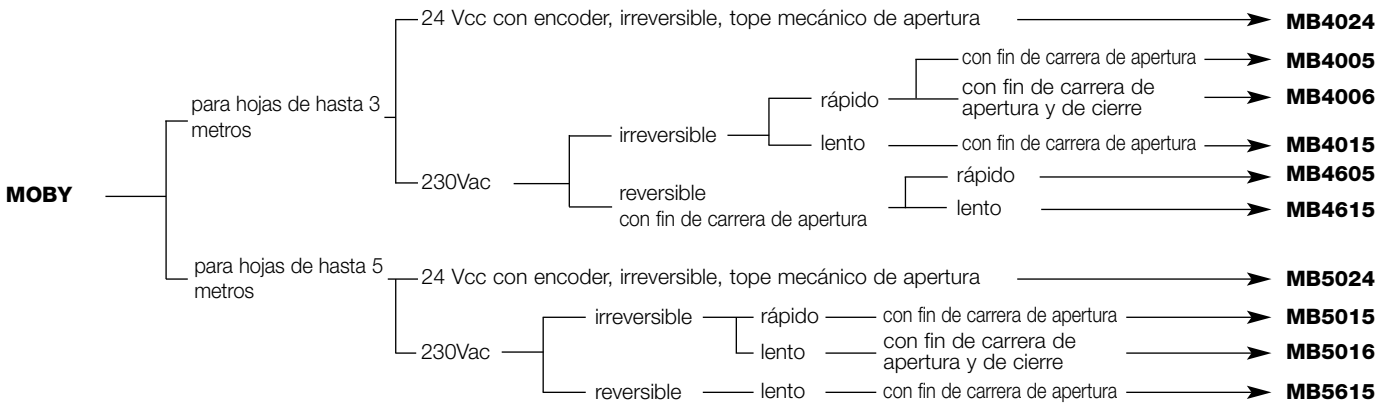 24 Vcc con encoder, irreversible, tope mecánico de apertura
MB4024
con fin de carrera de apertura
MB4005
para hojas de hasta 3
metros
rápido
con fin de carrera de
apertura y de cierre
MB4006
irreversible
lento
con fin de carrera de apertura
MB4015
MOBY
230Vac
reversible
con fin de carrera de apertura
rápido
MB4605
lento
MB4615
para hojas de hasta 5
metros
24 Vcc con encoder, irreversible, tope mecánico de apertura
MB5024
irreversible
rápido
con fin de carrera de apertura
MB5015
230Vac
lento
con fin de carrera de
apertura y de cierre
MB5016
reversible
lento
con fin de carrera de apertura
MB5615